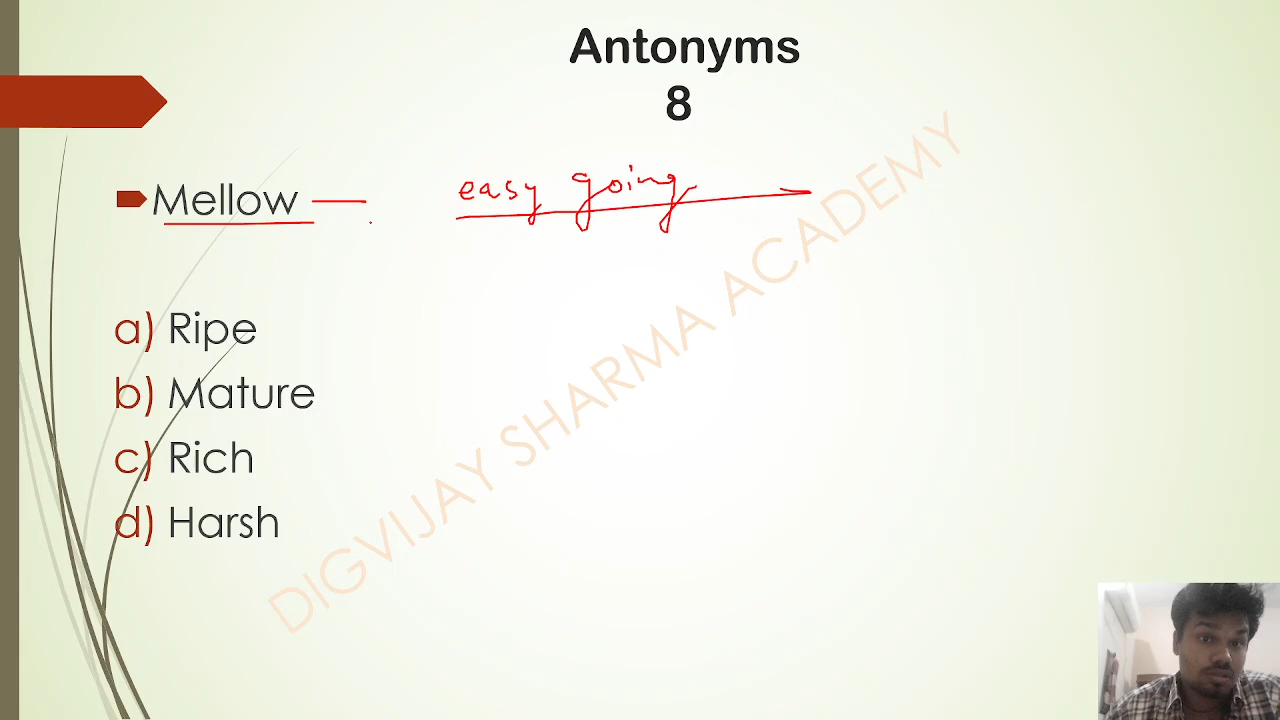 Antonyms
8
Mellow — easy going
a) Ripe
b) Mature
c) Rich
d) Harsh
DIGVIJAY SHARMA ACADEMY